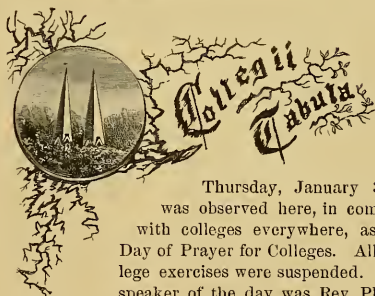 Collegii
Tabula.
Thursday, January
was observed here, in
with colleges everywhere, as
Day of Prayer for Colleges. All
lege exercises were suspended.
speaker of the day was Rev.